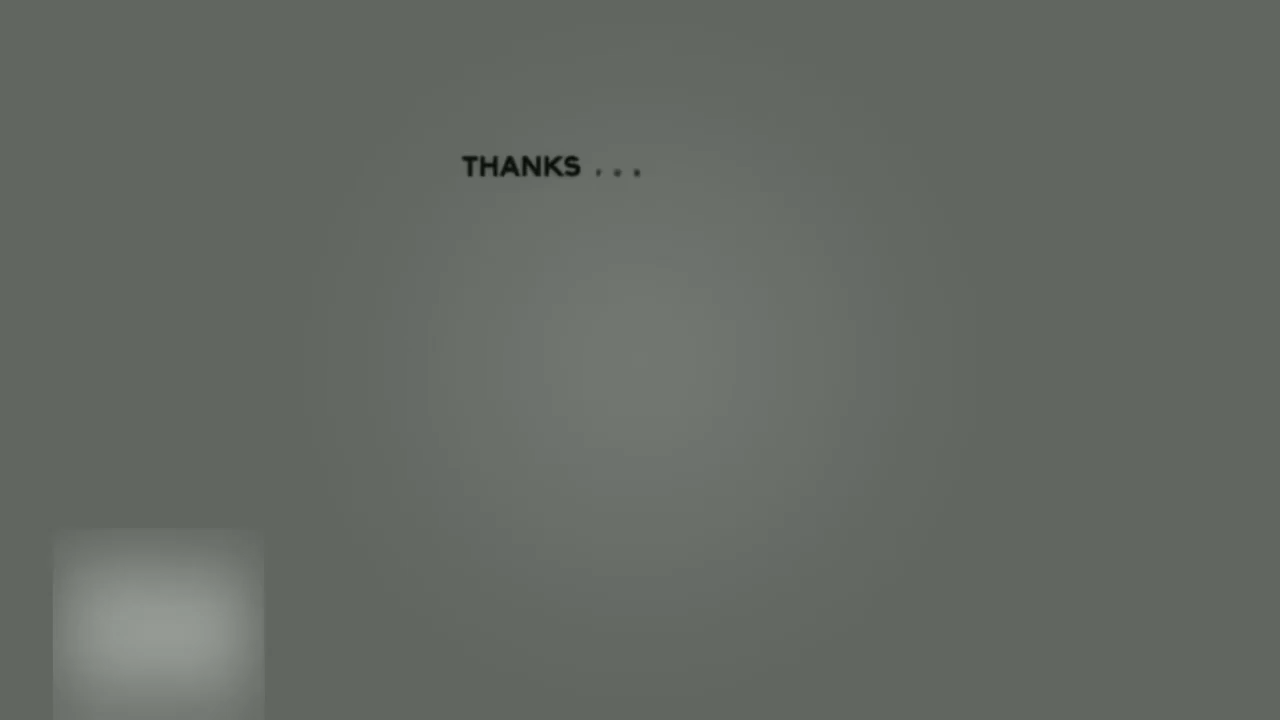 THANKS . . .